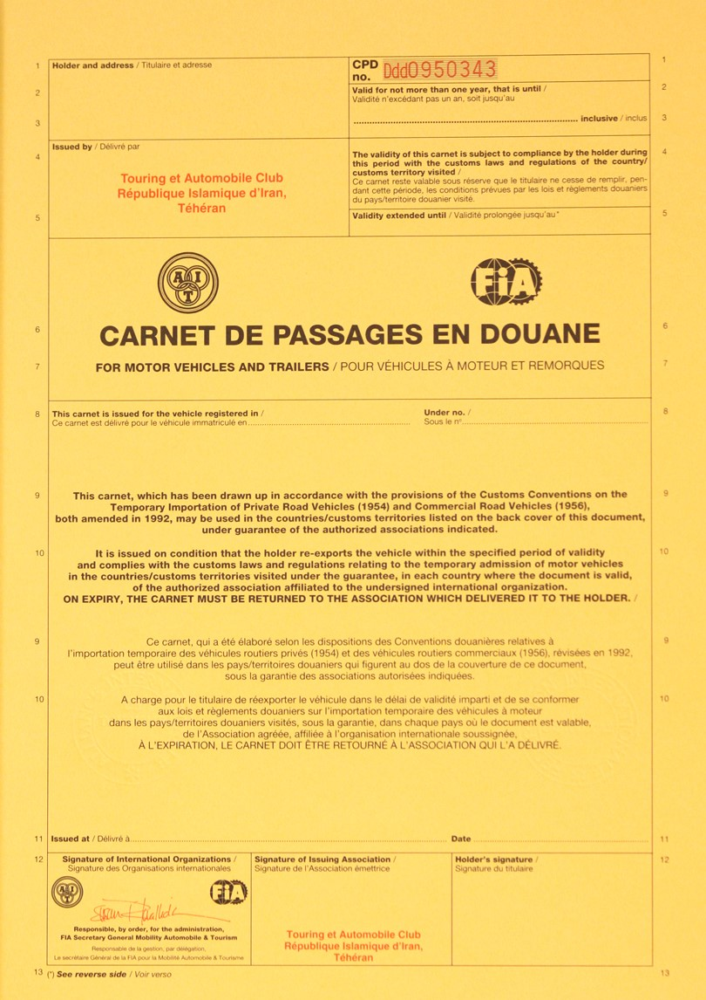 1 Holder and address / Titulaire et adresse
CPD no. Ddd0950343 1
2 Valid for not more than one year, that is until / 2
Validité n'excédant pas un an, soit jusqu'au
3 inclusive / inclus 3
Issued by / Délivré par
4 Touring et Automobile Club
République Islamique d'Iran,
Téhéran
5
The validity of this carnet is subject to compliance by the holder during 4
this period with the customs laws and regulations of the country/
customs territory visited /
Ce carnet reste valable sous réserve que le titulaire ne cesse de remplir, pen-
dant cette période, les conditions prévues par les lois et règlements douaniers
du pays/territoire douanier visité.
Validity extended until / Validité prolongée jusqu'au* 5
AIT FiA
6 CARNET DE PASSAGES EN DOUANE 6
7 FOR MOTOR VEHICLES AND TRAILERS / POUR VÉHICULES À MOTEUR ET REMORQUES 7
8 This carnet is issued for the vehicle registered in / Under no. / 8
Ce carnet est délivré pour le véhicule immatriculé en Sous le n°
9 This carnet, which has been drawn up in accordance with the provisions of the Customs Conventions on the 9
Temporary Importation of Private Road Vehicles (1954) and Commercial Road Vehicles (1956),
both amended in 1992, may be used in the countries/customs territories listed on the back cover of this document,
under guarantee of the authorized associations indicated.
10 It is issued on condition that the holder re-exports the vehicle within the specified period of validity 10
and complies with the customs laws and regulations relating to the temporary admission of motor vehicles
in the countries/customs territories visited under the guarantee, in each country where the document is valid,
of the authorized association affiliated to the undersigned international organization.
ON EXPIRY, THE CARNET MUST BE RETURNED TO THE ASSOCIATION WHICH DELIVERED IT TO THE HOLDER. /
9 Ce carnet, qui a été élaboré selon les dispositions des Conventions douanières relatives à 9
l'importation temporaire des véhicules routiers privés (1954) et des véhicules routiers commerciaux (1956), révisées en 1992,
peut être utilisé dans les pays/territoires douaniers qui figurent au dos de la couverture de ce document,
sous la garantie des associations autorisées indiquées.
10 A charge pour le titulaire de réexporter le véhicule dans le délai de validité imparti et de se conformer 10
aux lois et règlements douaniers sur l'importation temporaire des véhicules à moteur
dans les pays/territoires douaniers visités, sous la garantie, dans chaque pays où le document est valable,
de l'Association agréée, affiliée à l'organisation internationale soussignée,
À L'EXPIRATION, LE CARNET DOIT ÊTRE RETOURNÉ À L'ASSOCIATION QUI L'A DÉLIVRÉ.
11 Issued at / Délivré à Date 11
12 Signature of International Organizations / 12
Signature des Organisations internationales
AIT FiA
Responsible, by order, for the administration,
FIA Secretary General Mobility Automobile & Tourism
Responsable de la gestion, par délégation,
Le secrétaire Général de la FIA pour la Mobilité Automobile & Tourisme
Signature of Issuing Association /
Signature de l'Association émettrice
Touring et Automobile Club
République Islamique d'Iran,
Téhéran
Holder's signature /
Signature du titulaire
13 (*) See reverse side / Voir verso 13